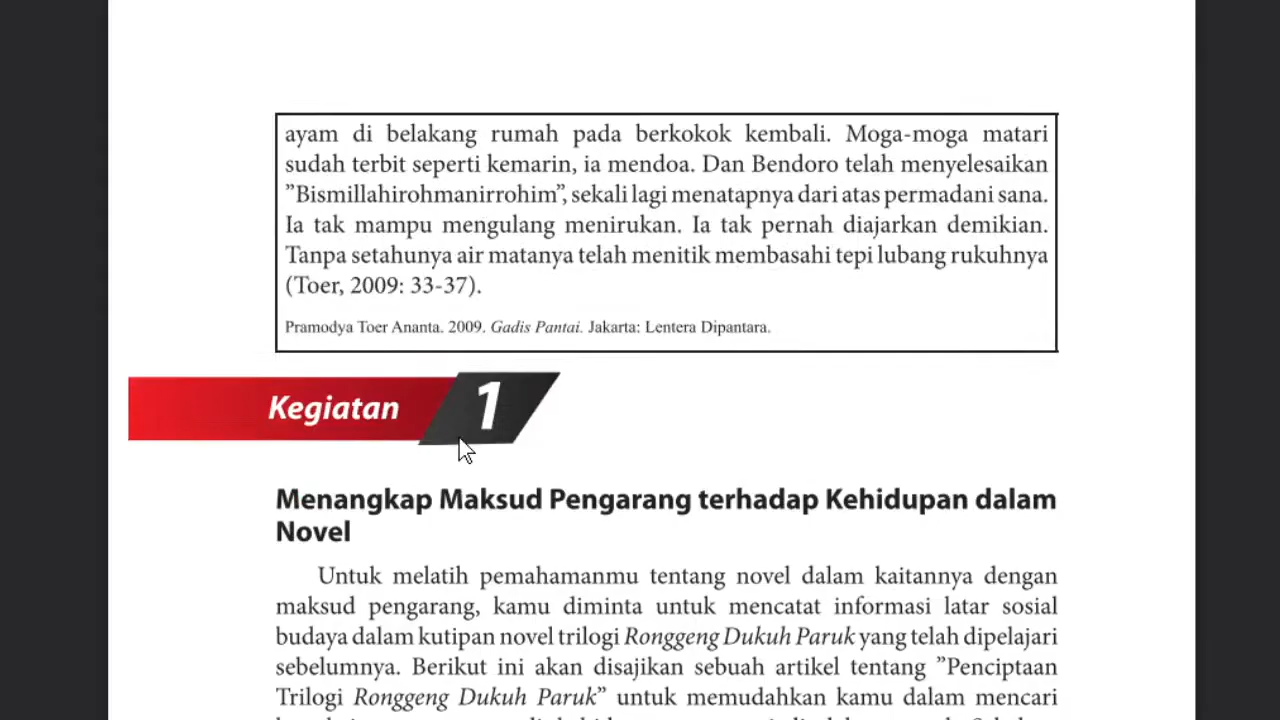 ayam di belakang rumah pada berkokok kembali. Moga-moga matari
sudah terbit seperti kemarin, ia mendoa. Dan Bendoro telah menyelesaikan
”Bismillahirohmanirrohim”, sekali lagi menatapnya dari atas permadani sana.
Ia tak mampu mengulang menirukan. Ia tak pernah diajarkan demikian.
Tanpa setahunya air matanya telah menitik membasahi tepi lubang rukuhnya
(Toer, 2009: 33-37).
Pramodya Toer Ananta. 2009. Gadis Pantai. Jakarta: Lentera Dipantara.
Kegiatan 1
Menangkap Maksud Pengarang terhadap Kehidupan dalam
Novel
Untuk melatih pemahamanmu tentang novel dalam kaitannya dengan
maksud pengarang, kamu diminta untuk mencatat informasi latar sosial
budaya dalam kutipan novel trilogi Ronggeng Dukuh Paruk yang telah dipelajari
sebelumnya. Berikut ini akan disajikan sebuah artikel tentang ”Penciptaan
Trilogi Ronggeng Dukuh Paruk” untuk memudahkan kamu dalam mencari